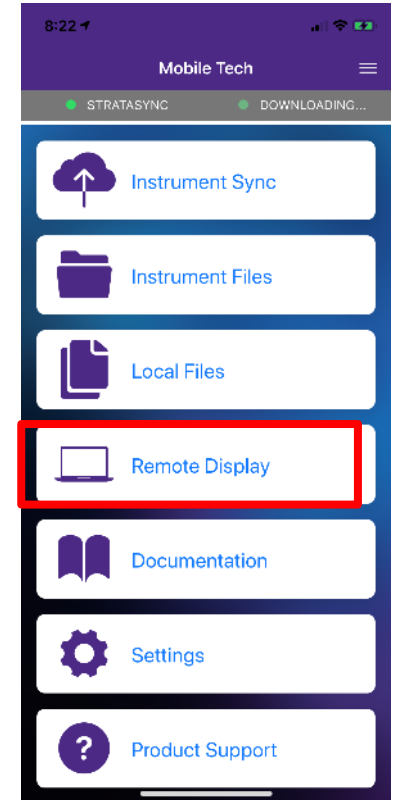 8:22
Mobile Tech
STRATASYNC DOWNLOADING...
Instrument Sync
Instrument Files
Local Files
Remote Display
Documentation
Settings
?
Product Support